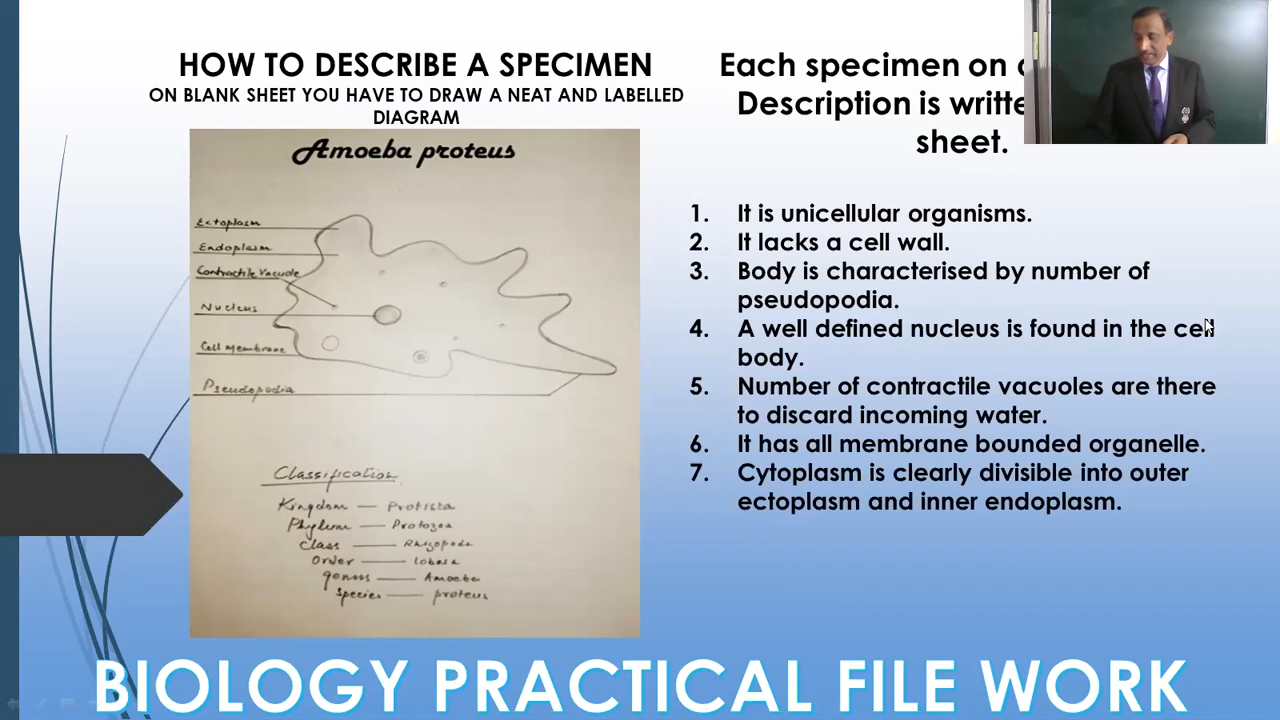 HOW TO DESCRIBE A SPECIMEN
ON BLANK SHEET YOU HAVE TO DRAW A NEAT AND LABELLED
DIAGRAM
Amoeba proteus
Ectoplasm
Endoplasm
Contractile Vacuole
Nucleus
Cell Membrane
Pseudopodia
Classification
Kingdom — Protista
Phylum — Protozoa
Class — Rhizopoda
Order — Lobosa
genus — Amoeba
Species — proteus
Each specimen on
Description is
sheet.
1. It is unicellular organisms.
2. It lacks a cell wall.
3. Body is characterised by number of
pseudopodia.
4. A well defined nucleus is found in the cell
body.
5. Number of contractile vacuoles are there
to discard incoming water.
6. It has all membrane bounded organelle.
7. Cytoplasm is clearly divisible into outer
ectoplasm and inner endoplasm.
BIOLOGY PRACTICAL FILE WORK